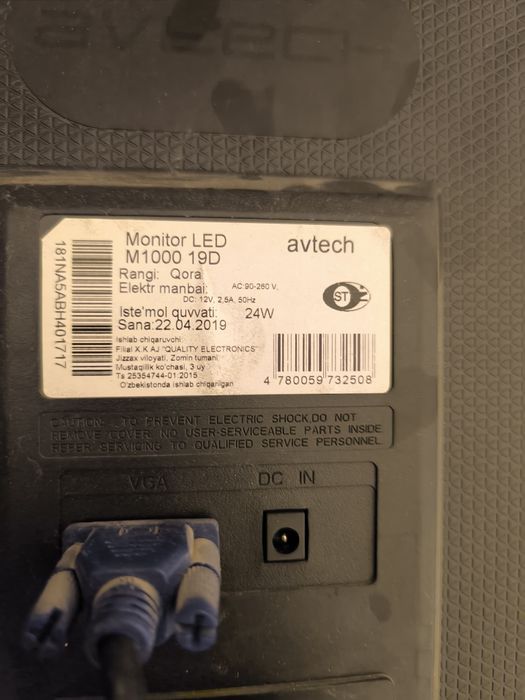 avtech
181NA5ABH401717
Monitor LED
M1000 19D
avtech
Rangi: Qora
Elektr manbai: AC:90-260 V,
DC: 12V, 2,5A, 50Hz
Iste'mol quvvati: 24W
Sana:22.04.2019
Ishlab chiqaruvchi:
Filial X.K AJ "QUALITY ELECTRONICS"
Jizzax viloyati, Zomin tumani
Mustaqillik ko'chasi, 3 uy
Ts 25354744-01:2015
O'zbekistonda ishlab chiqarilgan
ST
4 780059 732508
CAUTION: TO PREVENT ELECTRIC SHOCK,DO NOT
REMOVE COVER. NO USER-SERVICEABLE PARTS INSIDE
REFER SERVICING TO QUALIFIED SERVICE PERSONNEL
VGA
DC IN